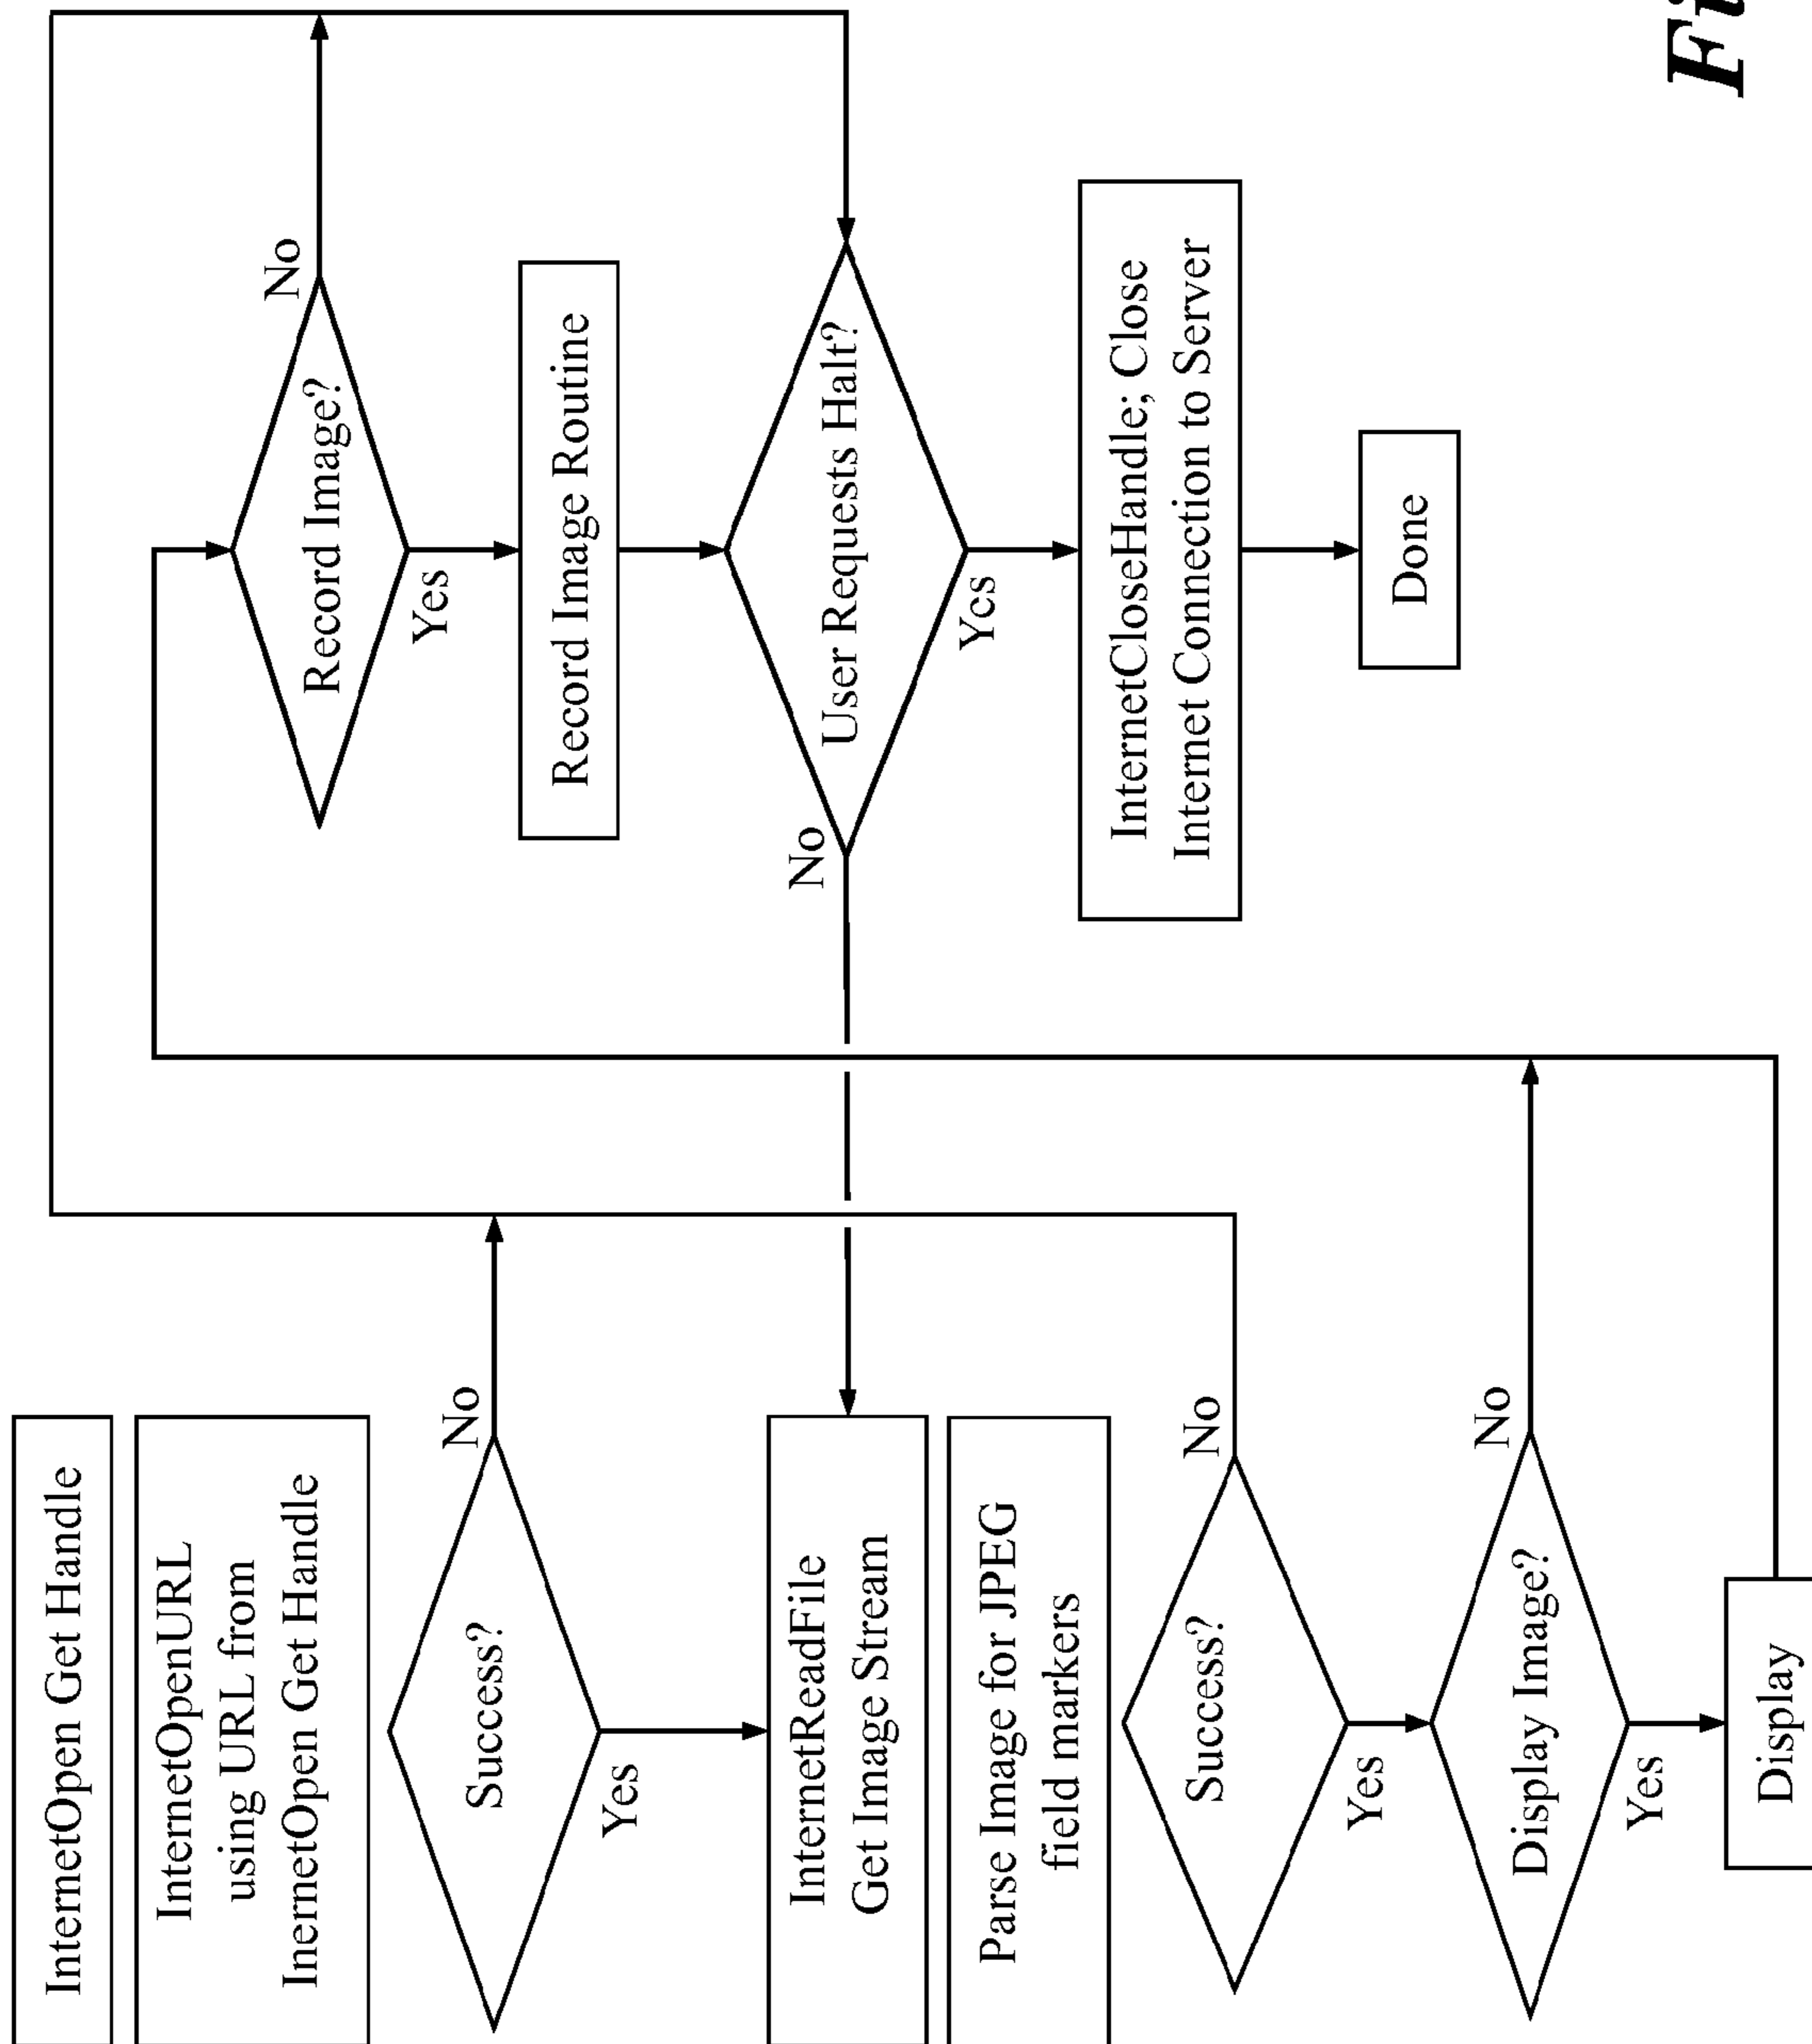 InternetOpen Get Handle
InternetOpenURL
using URL from
InernetOpen Get Handle
Success?
No
Yes
InternetReadFile
Get Image Stream
Parse Image for JPEG
field markers
Success?
No
Yes
Display Image?
No
Yes
Display
Record Image?
No
Yes
Record Image Routine
User Requests Halt?
No
Yes
InternetCloseHandle; Close
Internet Connection to Server
Done